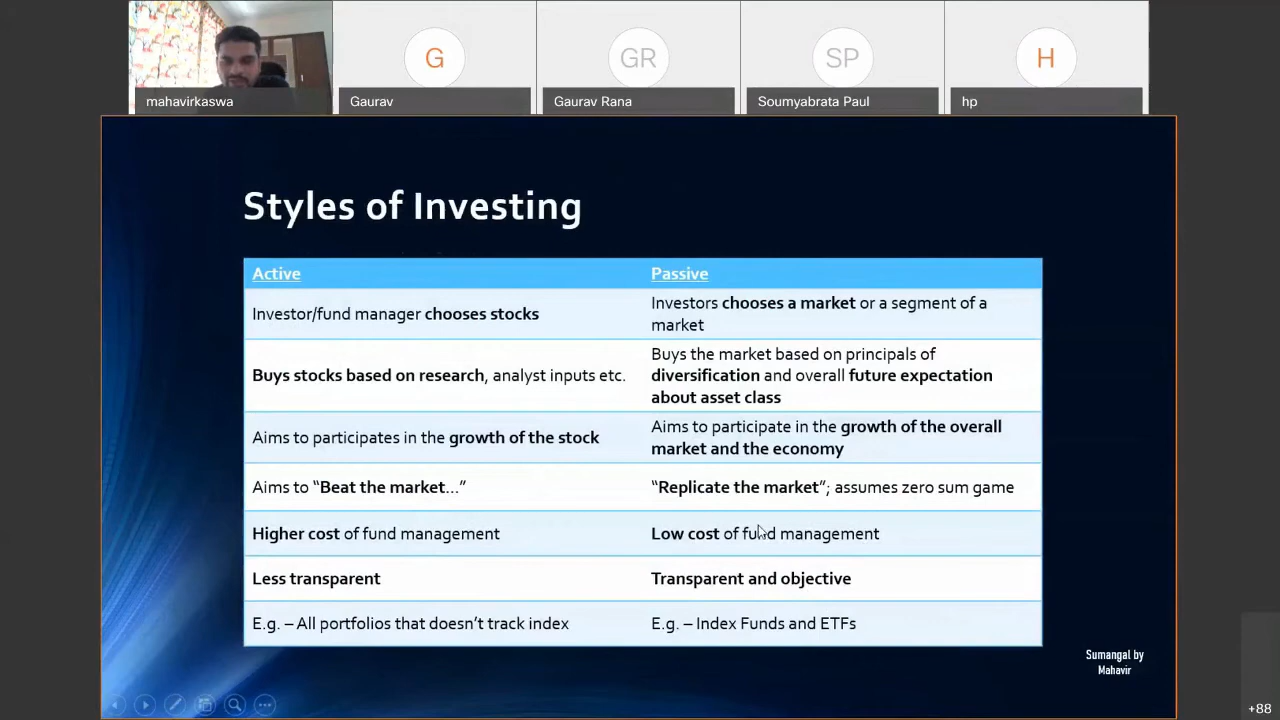 G
GR
SP
H
mahavirkaswa
Gaurav
Gaurav Rana
Soumyabrata Paul
hp
Styles of Investing
Active
Passive
Investor/fund manager chooses stocks
Investors chooses a market or a segment of a
market
Buys stocks based on research, analyst inputs etc.
Buys the market based on principals of
diversification and overall future expectation
about asset class
Aims to participates in the growth of the stock
Aims to participate in the growth of the overall
market and the economy
Aims to “Beat the market…”
“Replicate the market”; assumes zero sum game
Higher cost of fund management
Low cost of fund management
Less transparent
Transparent and objective
E.g. – All portfolios that doesn’t track index
E.g. – Index Funds and ETFs
Sumangal by
Mahavir
+88